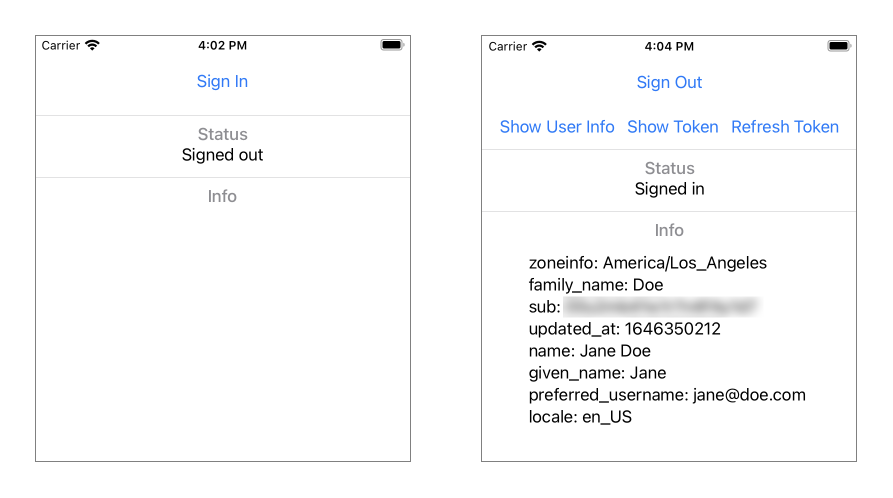 Carrier 4:02 PM
Sign In
Status
Signed out
Info
Carrier 4:04 PM
Sign Out
Show User Info Show Token Refresh Token
Status
Signed in
Info
zoneinfo: America/Los_Angeles
family_name: Doe
sub:
updated_at: 1646350212
name: Jane Doe
given_name: Jane
preferred_username: jane@doe.com
locale: en_US